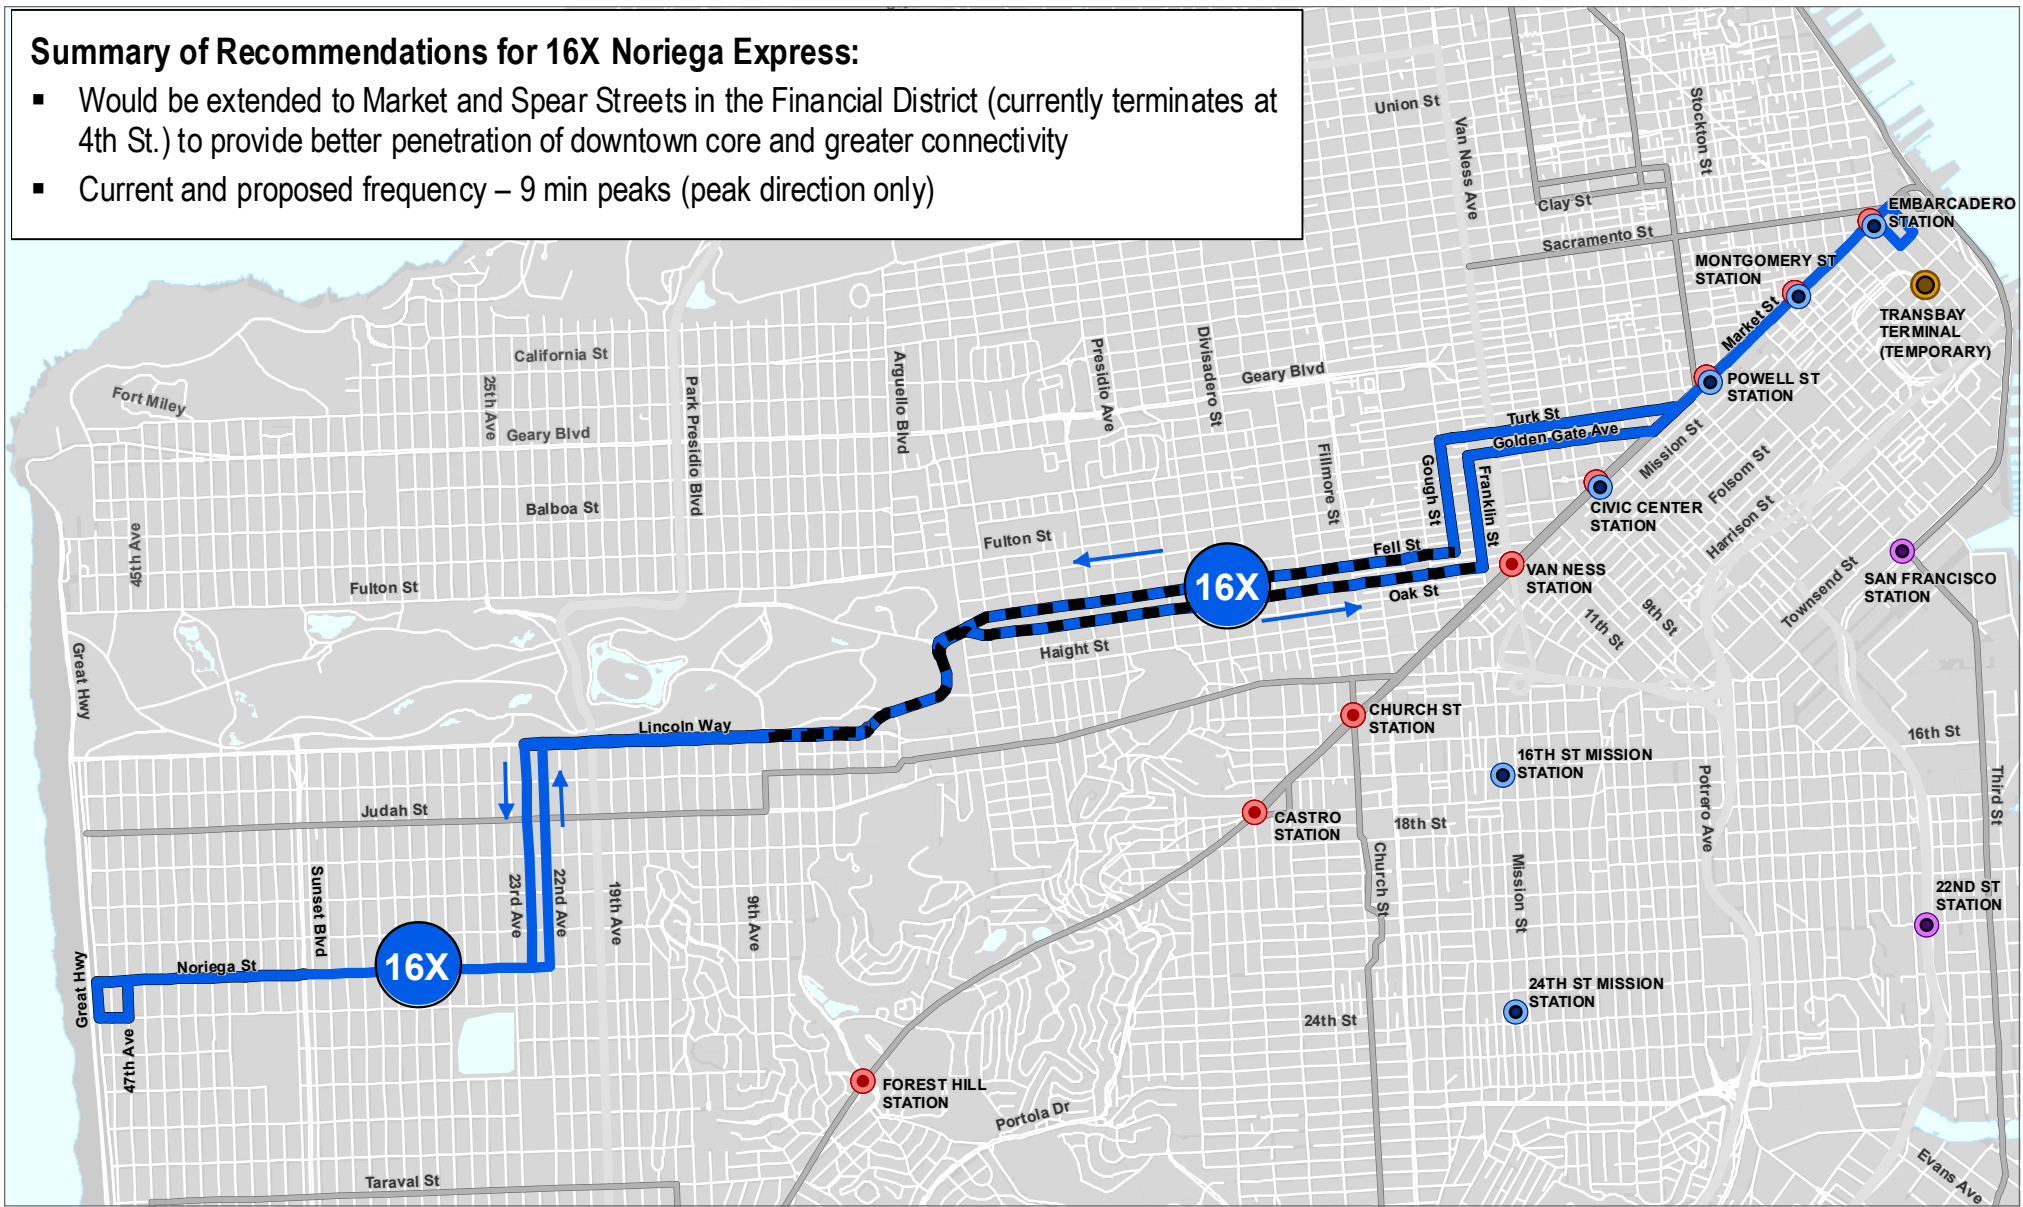 Summary of Recommendations for 16X Noriega Express:
▪ Would be extended to Market and Spear Streets in the Financial District (currently terminates at
4th St.) to provide better penetration of downtown core and greater connectivity
▪ Current and proposed frequency – 9 min peaks (peak direction only)
Union St
Van Ness Ave
Stockton St
Clay St
Sacramento St
EMBARCADERO
STATION
MONTGOMERY ST
STATION
Market St
TRANSBAY
TERMINAL
(TEMPORARY)
POWELL ST
STATION
California St
Fort Miley
25th Ave
Geary Blvd
Park Presidio Blvd
Arguello Blvd
Presidio Ave
Divisadero St
Geary Blvd
Turk St
Golden Gate Ave
Mission St
Folsom St
Harrison St
Fillmore St
Gough St
Franklin St
CIVIC CENTER
STATION
Balboa St
45th Ave
Fulton St
Fulton St
Fell St
Oak St
16X
VAN NESS
STATION
SAN FRANCISCO
STATION
Townsend St
9th St
11th St
Haight St
Great Hwy
Lincoln Way
CHURCH ST
STATION
16th St
16TH ST MISSION
STATION
Third St
Potrero Ave
Judah St
CASTRO
STATION
18th St
Church St
Mission St
Sunset Blvd
23rd Ave
22nd Ave
19th Ave
9th Ave
22ND ST
STATION
Noriega St
16X
Great Hwy
47th Ave
24TH ST MISSION
STATION
24th St
FOREST HILL
STATION
Portola Dr
Taraval St
Evans Ave